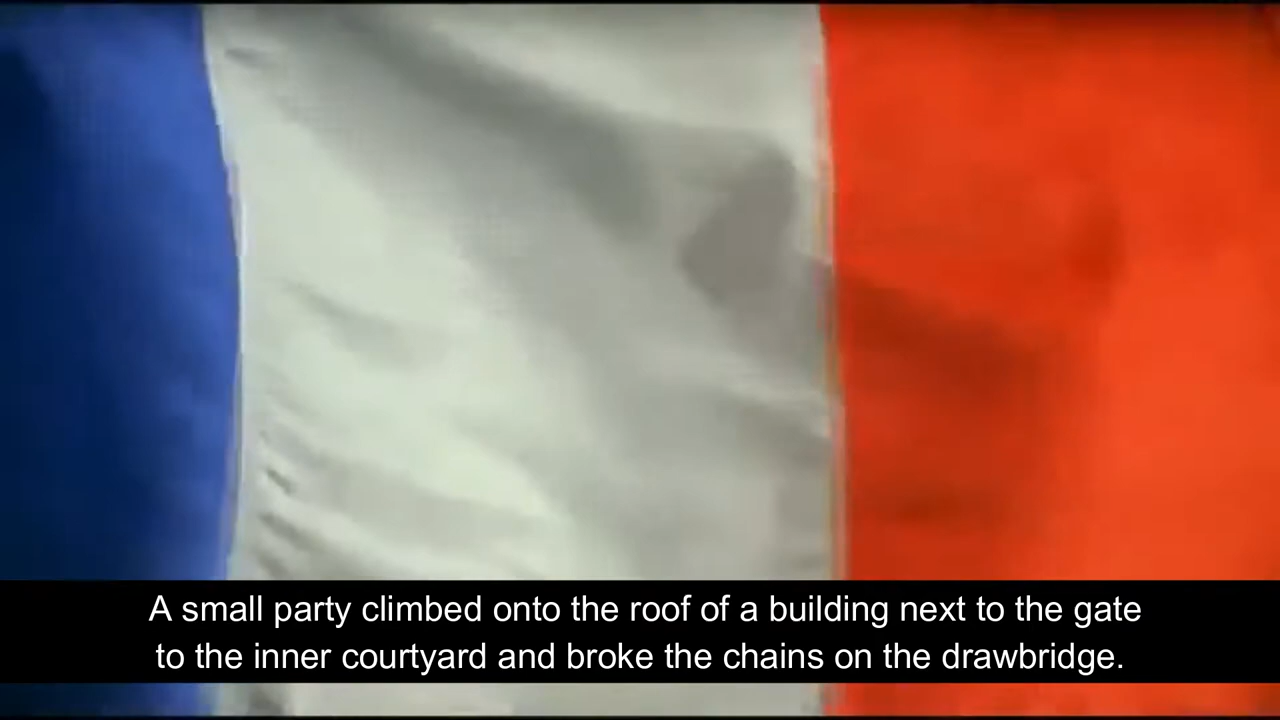 A small party climbed onto the roof of a building next to the gate
to the inner courtyard and broke the chains on the drawbridge.